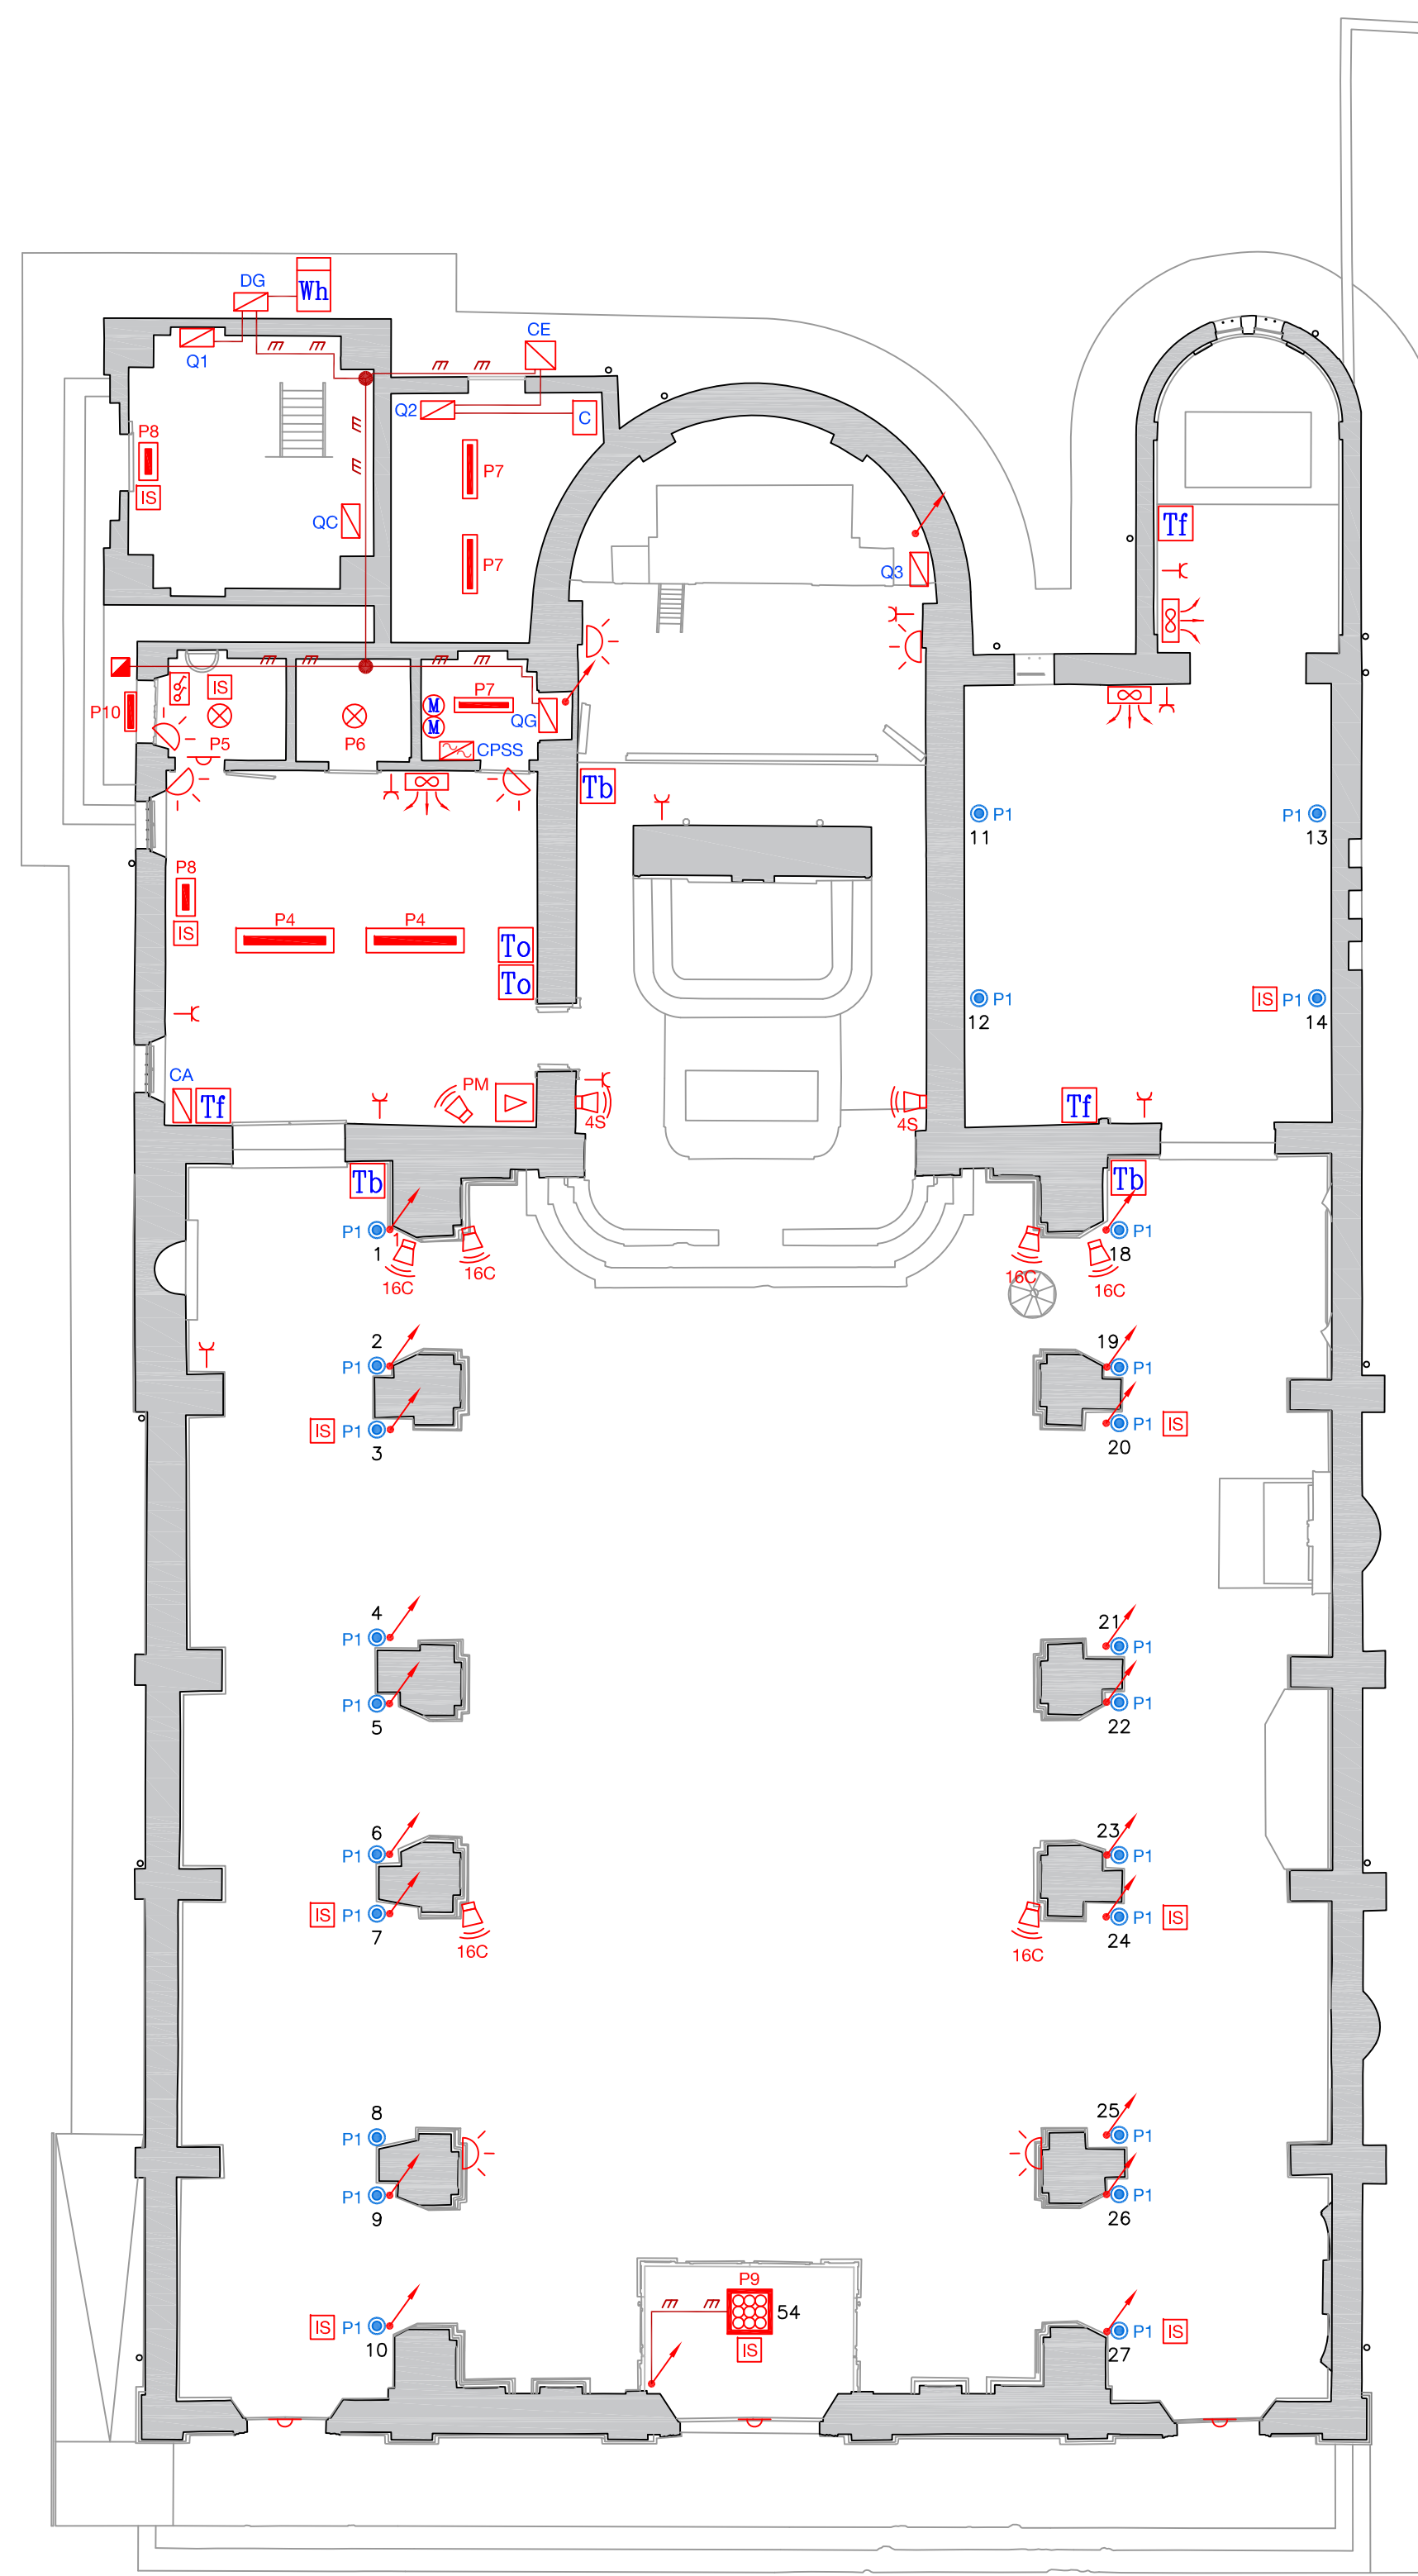 DG
Wh
Q1
CE
Q2
C
P8
IS
P7
QC
P7
Tf
Q3
P10
IS
P5
P6
M
M
P7
QG
CPSS
Tb
P1
11
P1
13
P8
IS
P4
P4
To
To
P1
12
IS
P1
14
CA
Tf
PM
4S
4S
Tf
Tb
Tb
P1
1
1
16C
16C
16C
16C
P1
18
2
P1
19
P1
IS
P1
3
P1
IS
20
4
P1
21
P1
P1
5
P1
22
6
P1
23
P1
IS
P1
7
16C
16C
P1
IS
24
8
P1
25
P1
P1
9
P1
26
P9
54
IS
IS
P1
10
P1
IS
27